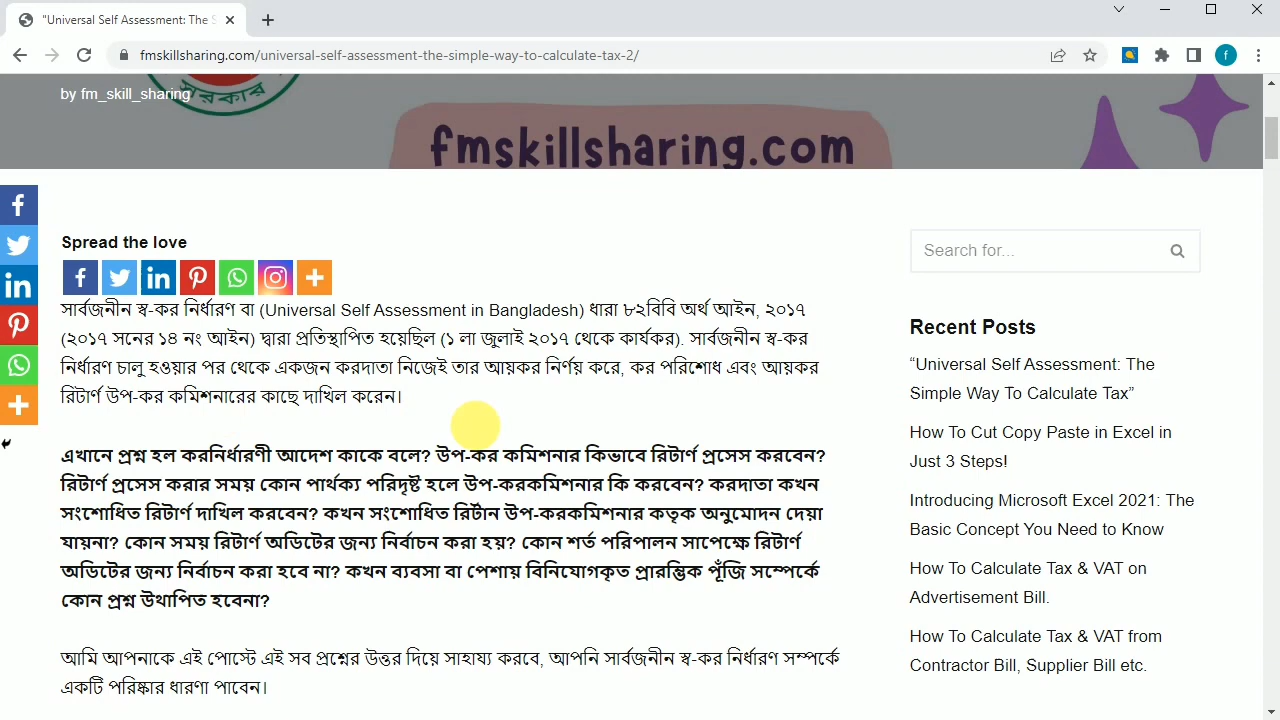 "Universal Self Assessment: The S
fmskillsharing.com/universal-self-assessment-the-simple-way-to-calculate-tax-2/
f
রকার
by fm_skill_sharing
fmskillsharing.com
Spread the love
সার্বজনীন স্ব-কর নির্ধারণ বা (Universal Self Assessment in Bangladesh) ধারা ৮২বিবি অর্থ আইন, ২০১৭
(২০১৭ সনের ১৪ নং আইন) দ্বারা প্রতিস্থাপিত হয়েছিল (১ লা জুলাই ২০১৭ থেকে কার্যকর). সার্বজনীন স্ব-কর
নির্ধারণ চালু হওয়ার পর থেকে একজন করদাতা নিজেই তার আয়কর নির্ণয় করে, কর পরিশোধ এবং আয়কর
রিটার্ণ উপ-কর কমিশনারের কাছে দাখিল করেন।
এখানে প্রশ্ন হল করনির্ধারণী আদেশ কাকে বলে? উপ-কর কমিশনার কিভাবে রিটার্ণ প্রসেস করবেন?
রিটার্ণ প্রসেস করার সময় কোন পার্থক্য পরিদৃষ্ট হলে উপ-করকমিশনার কি করবেন? করদাতা কখন
সংশোধিত রিটার্ণ দাখিল করবেন? কখন সংশোধিত রির্টান উপ-করকমিশনার কতৃক অনুমোদন দেয়া
যায়না? কোন সময় রিটার্ণ অডিটের জন্য নির্বাচন করা হয়? কোন শর্ত পরিপালন সাপেক্ষে রিটার্ণ
অডিটের জন্য নির্বাচন করা হবে না? কখন ব্যবসা বা পেশায় বিনিযোগকৃত প্রারম্ভিক পূঁজি সম্পের্কে
কোন প্রশ্ন উথাপিত হবেনা?
আমি আপনাকে এই পোস্টে এই সব প্রশ্নের উত্তর দিয়ে সাহায্য করবে, আপনি সার্বজনীন স্ব-কর নির্ধারণ সম্পর্কে
একটি পরিষ্কার ধারণা পাবেন।
Search for...
Recent Posts
“Universal Self Assessment: The
Simple Way To Calculate Tax”
How To Cut Copy Paste in Excel in
Just 3 Steps!
Introducing Microsoft Excel 2021: The
Basic Concept You Need to Know
How To Calculate Tax & VAT on
Advertisement Bill.
How To Calculate Tax & VAT from
Contractor Bill, Supplier Bill etc.